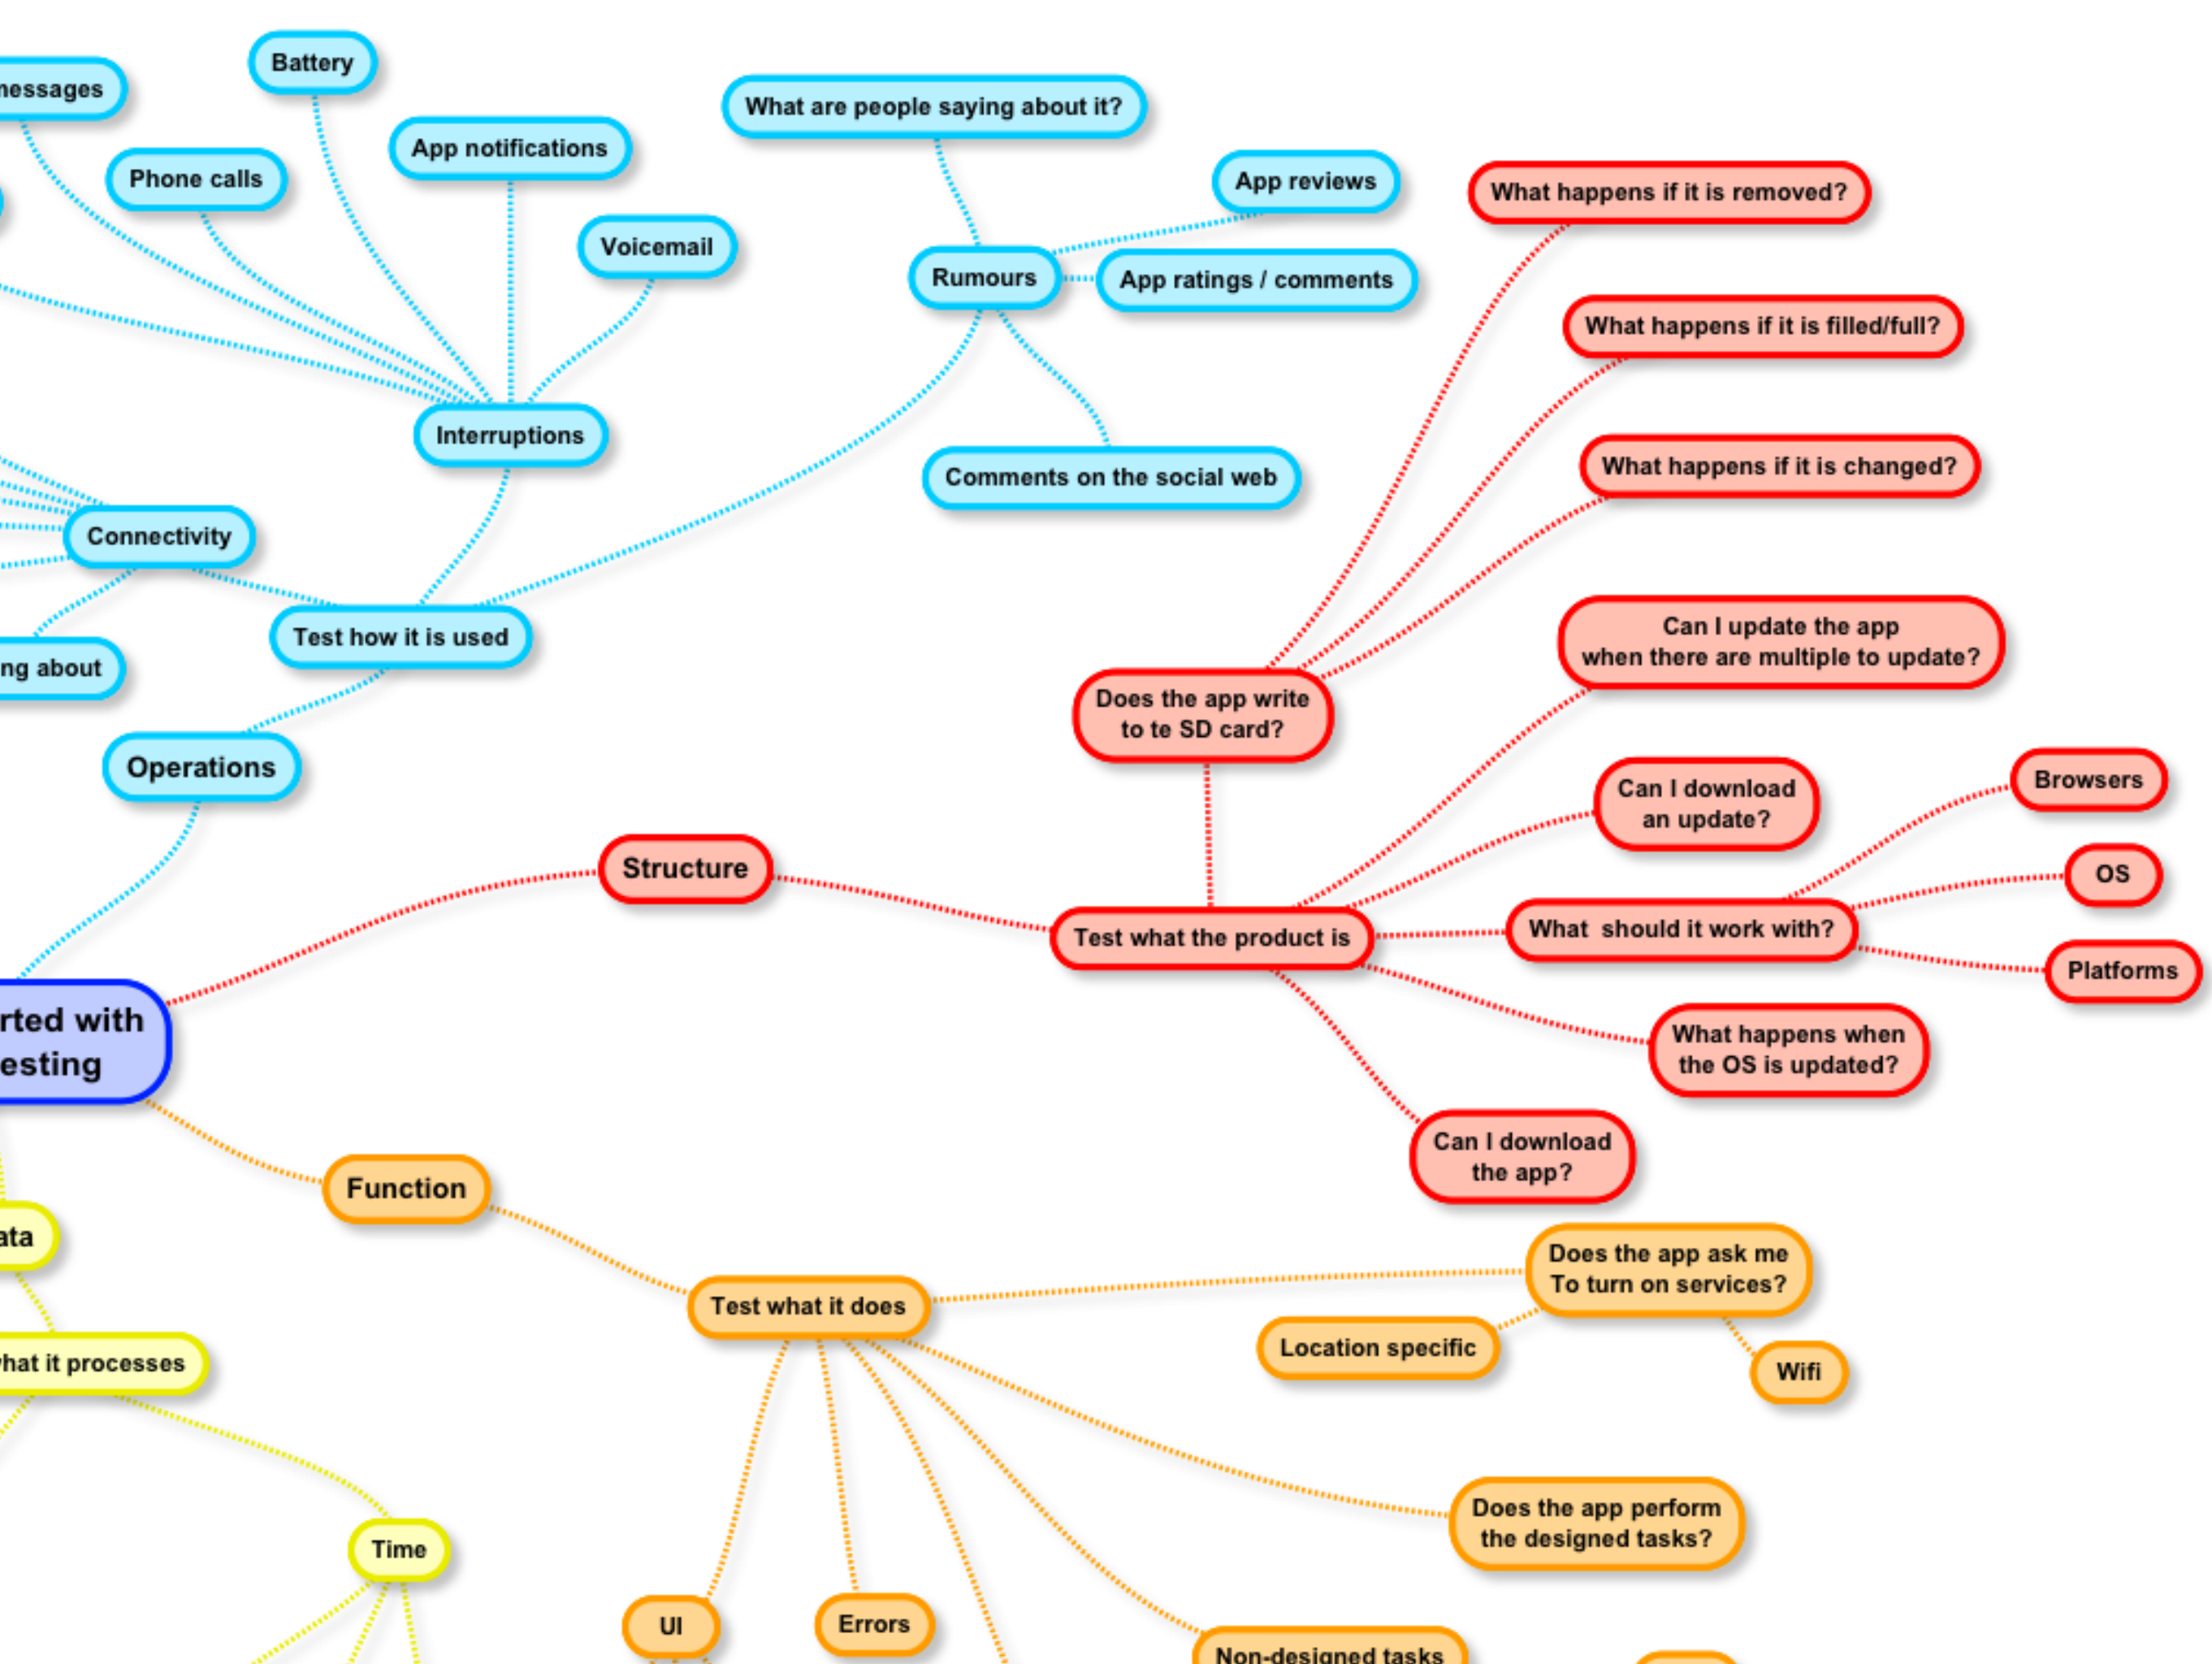 Battery
Phone calls
App notifications
Voicemail
Interruptions
Connectivity
about
Test how it is used
Operations
What are people saying about it?
App reviews
Rumours
App ratings / comments
Comments on the social web
What happens if it is removed?
What happens if it is filled/full?
What happens if it is changed?
Does the app write
to te SD card?
Can I update the app
when there are multiple to update?
Can I download
an update?
Browsers
OS
Structure
Test what the product is
What  should it work with?
Platforms
What happens when
the OS is updated?
Can I download
the app?
with
Function
Test what it does
Does the app ask me
To turn on services?
Location specific
Wifi
it processes
Time
Does the app perform
the designed tasks?
UI
Errors
Non-designed tasks